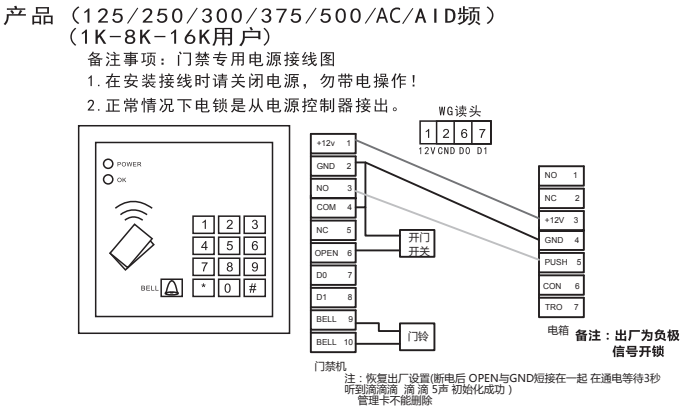 产品（125/250/300/375/500/AC/AID频）
（1K-8K-16K用户）
备注事项：门禁专用电源接线图
1.在安装接线时请关闭电源，勿带电操作！
2.正常情况下电锁是从电源控制器接出。
WG读头
1 2 6 7
12V GND D0 D1
POWER
OK
1 2 3
4 5 6
7 8 9
* 0 #
BELL
+12v 1
GND 2
NO 3
COM 4
NC 5
OPEN 6
D0 7
D1 8
BELL 9
BELL 10
门禁机
开门
开关
门铃
NO 1
NC 2
+12V 3
GND 4
PUSH 5
CON 6
TRO 7
电箱
备注：出厂为负极
信号开锁
注：恢复出厂设置(断电后 OPEN与GND短接在一起 在通电等待3秒
听到滴滴滴 滴 滴 5声 初始化成功 )
管理卡不能删除